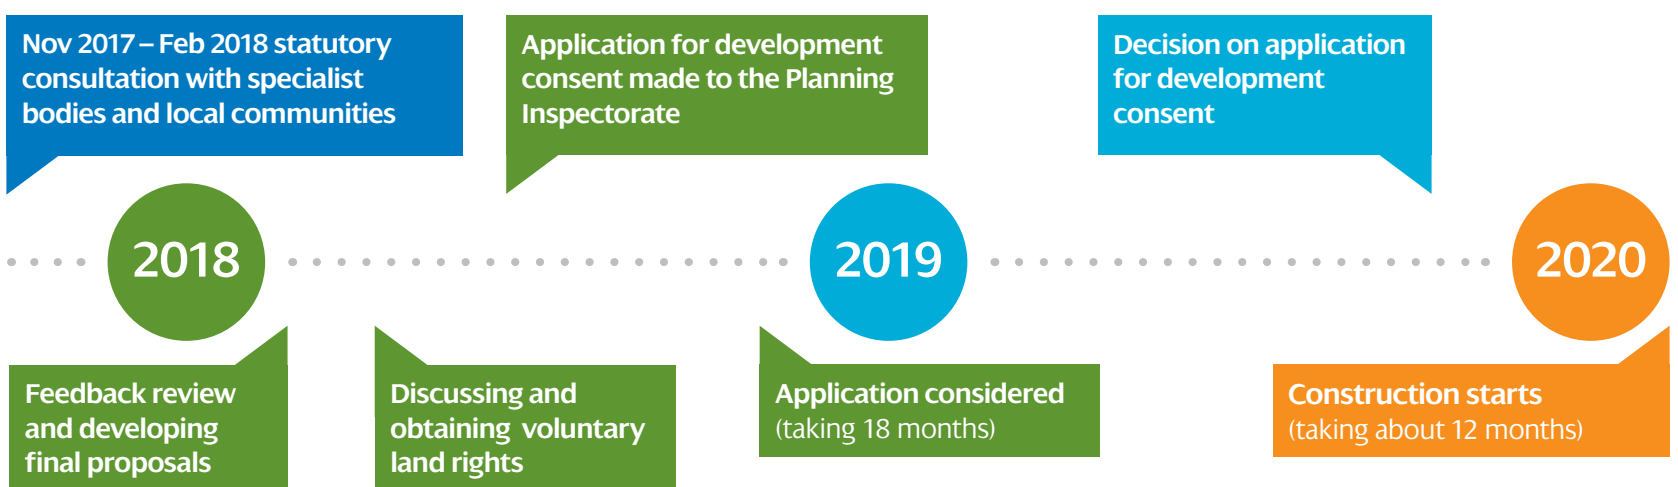 Nov 2017 – Feb 2018 statutory
consultation with specialist
bodies and local communities
Application for development
consent made to the Planning
Inspectorate
Decision on application
for development
consent
2018
2019
2020
Feedback review
and developing
final proposals
Discussing and
obtaining voluntary
land rights
Application considered
(taking 18 months)
Construction starts
(taking about 12 months)